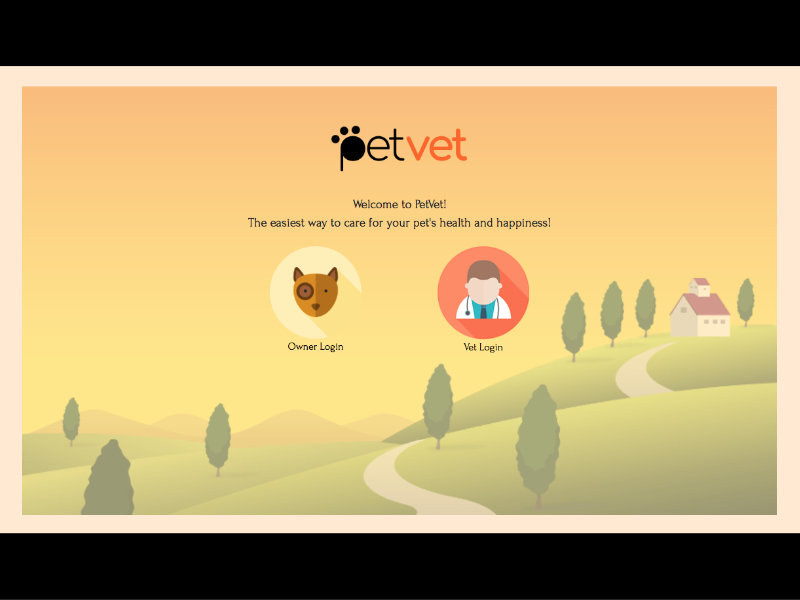 petvet
Welcome to PetVet!
The easiest way to care for your pet's health and happiness!
Owner Login
Vet Login